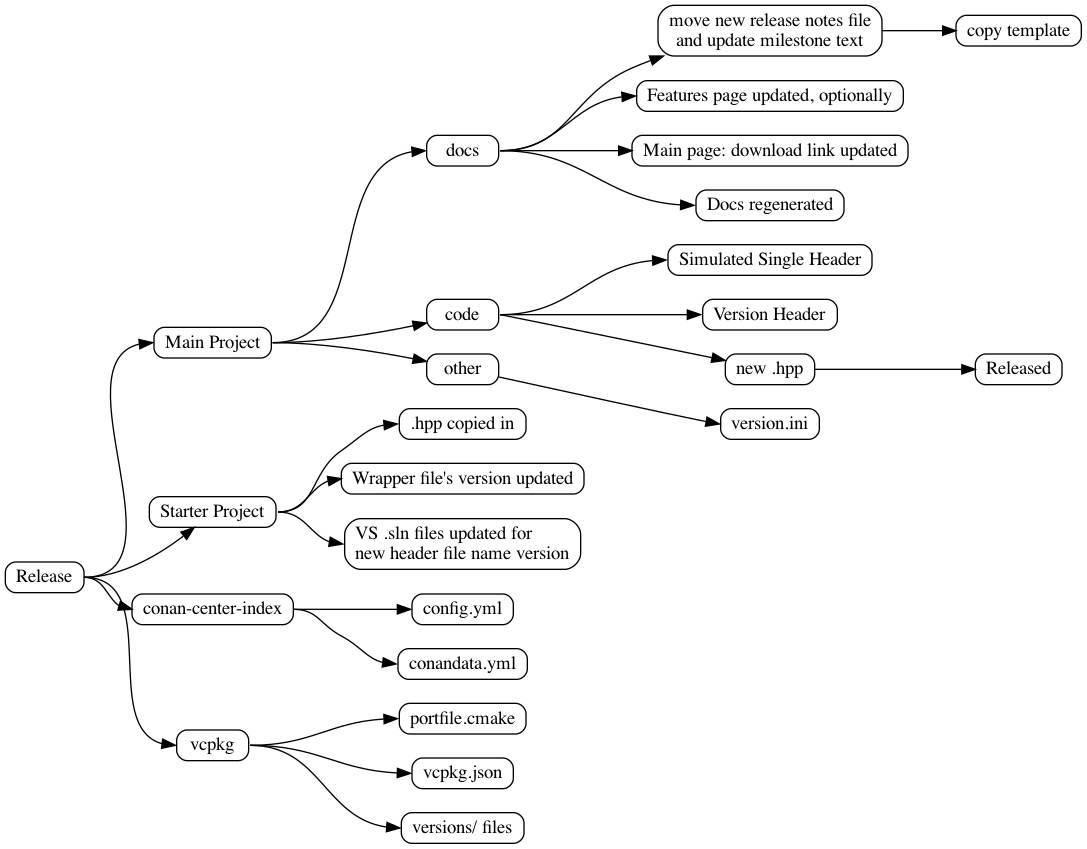 move new release notes file
and update milestone text
copy template
Features page updated, optionally
docs
Main page: download link updated
Docs regenerated
Simulated Single Header
code
Version Header
Main Project
other
new .hpp
Released
.hpp copied in
version.ini
Wrapper file's version updated
Starter Project
VS .sln files updated for
new header file name version
Release
conan-center-index
config.yml
conandata.yml
portfile.cmake
vcpkg
vcpkg.json
versions/ files